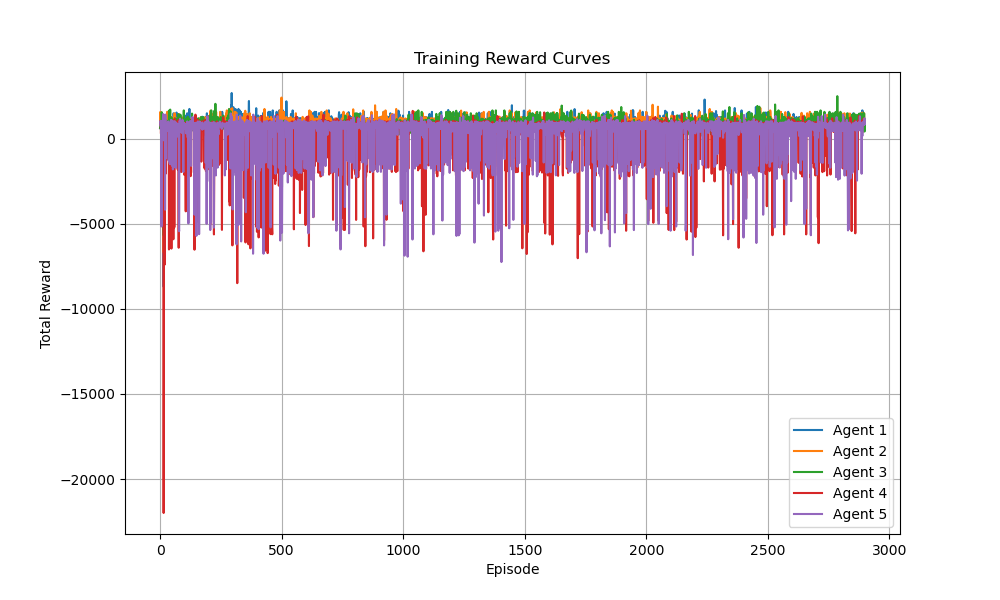 Training Reward Curves
0
−5000
−10000
−15000
−20000
Total Reward
Agent 1
Agent 2
Agent 3
Agent 4
Agent 5
0
500
1000
1500
2000
2500
3000
Episode